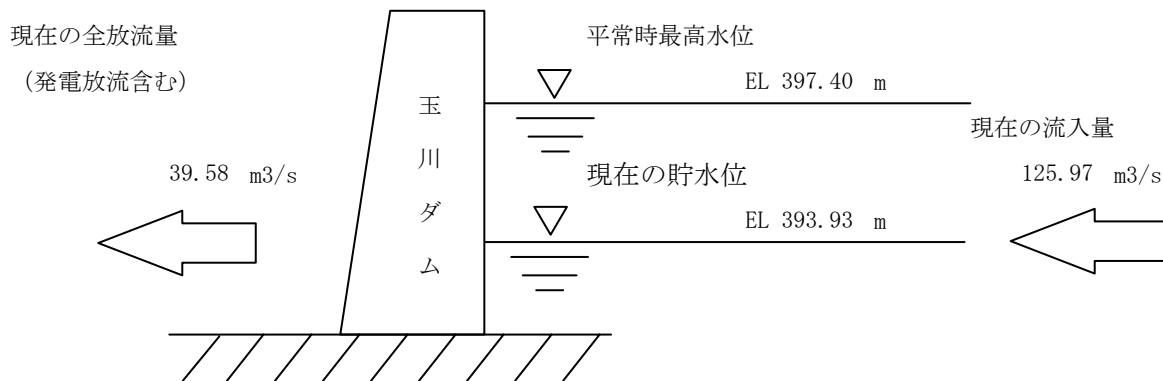 現在の全放流量
（発電放流含む）
39.58 m3/s
玉川ダム
平常時最高水位
EL 397.40 m
現在の貯水位
EL 393.93 m
現在の流入量
125.97 m3/s